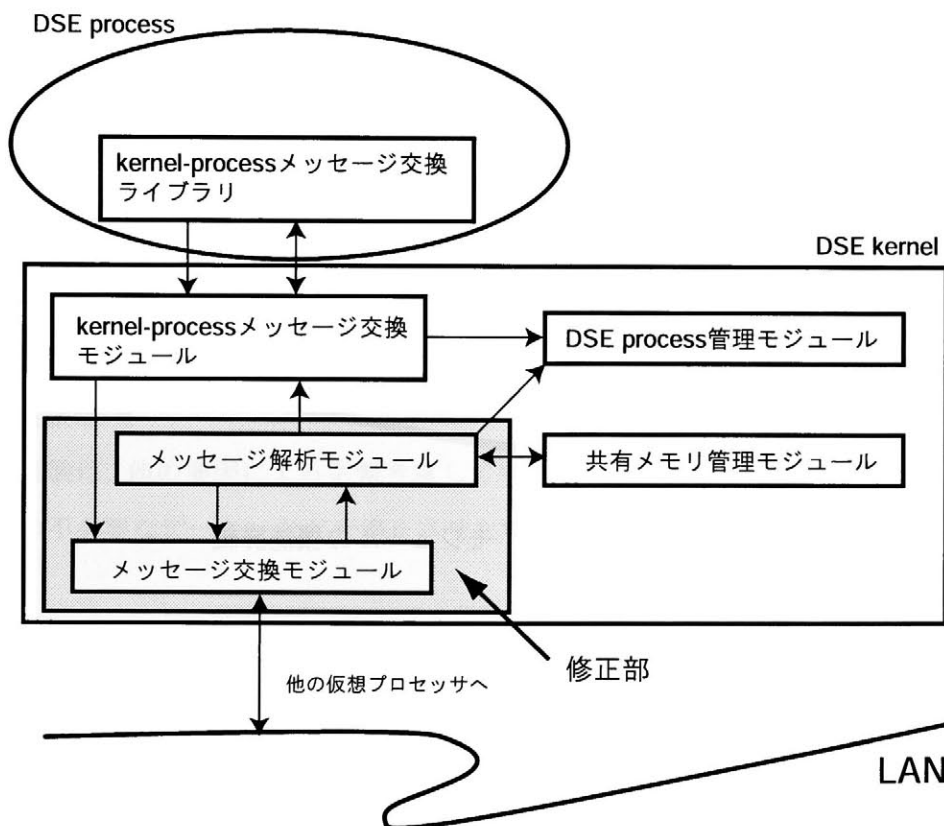 DSE process
kernel-processメッセージ交換
ライブラリ
DSE kernel
kernel-processメッセージ交換
モジュール
DSE process管理モジュール
メッセージ解析モジュール
共有メモリ管理モジュール
メッセージ交換モジュール
修正部
他の仮想プロセッサへ
LAN